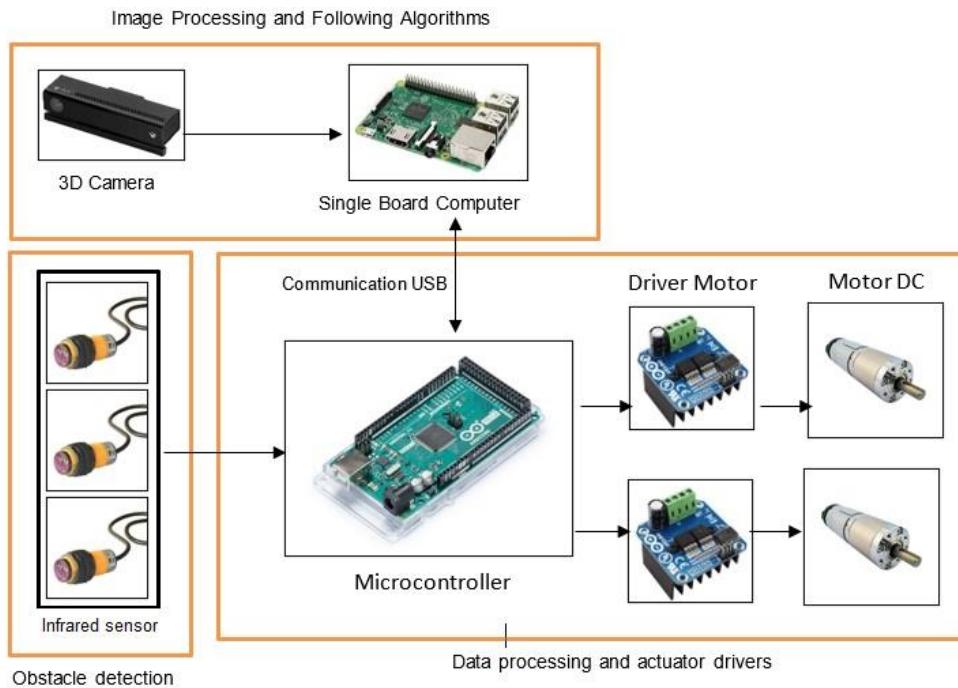 Image Processing and Following Algorithms
3D Camera
Single Board Computer
Communication USB
Driver Motor
Motor DC
Microcontroller
Infrared sensor
Data processing and actuator drivers
Obstacle detection